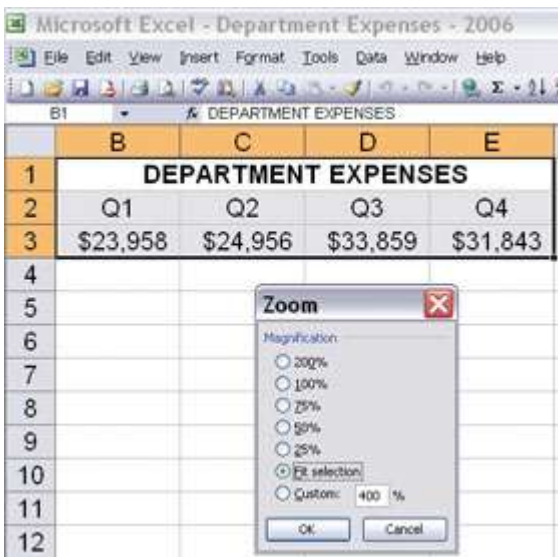 Microsoft Excel - Department Expenses - 2006
File Edit View Insert Format Tools Data Window Help
B1 fx DEPARTMENT EXPENSES
B C D E
1 DEPARTMENT EXPENSES
2 Q1 Q2 Q3 Q4
3 $23,958 $24,956 $33,859 $31,843
4
5
6
7
8
9
10
11
12
Zoom
Magnification
200%
100%
75%
50%
25%
Fit selection
Custom: 400 %
OK Cancel